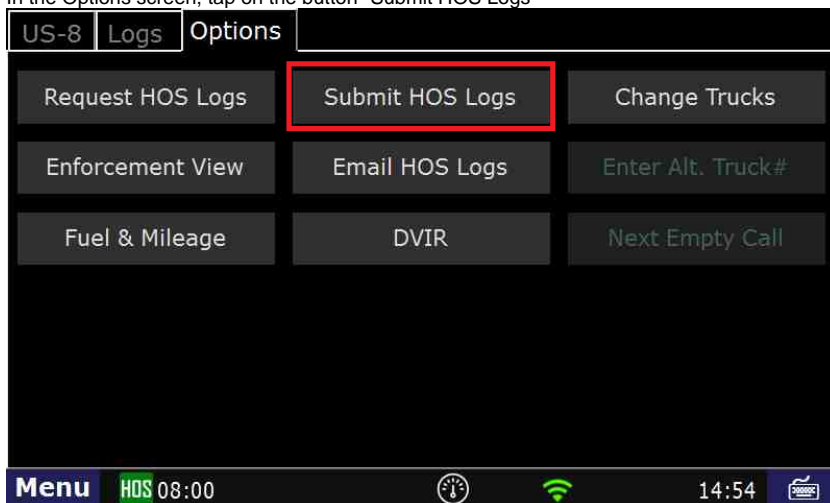 In the Options screen, tap on the button "Submit HOS Logs"
US-8 Logs Options
Request HOS Logs Submit HOS Logs Change Trucks
Enforcement View Email HOS Logs Enter Alt. Truck#
Fuel & Mileage DVIR Next Empty Call
Menu HOS 08:00 14:54